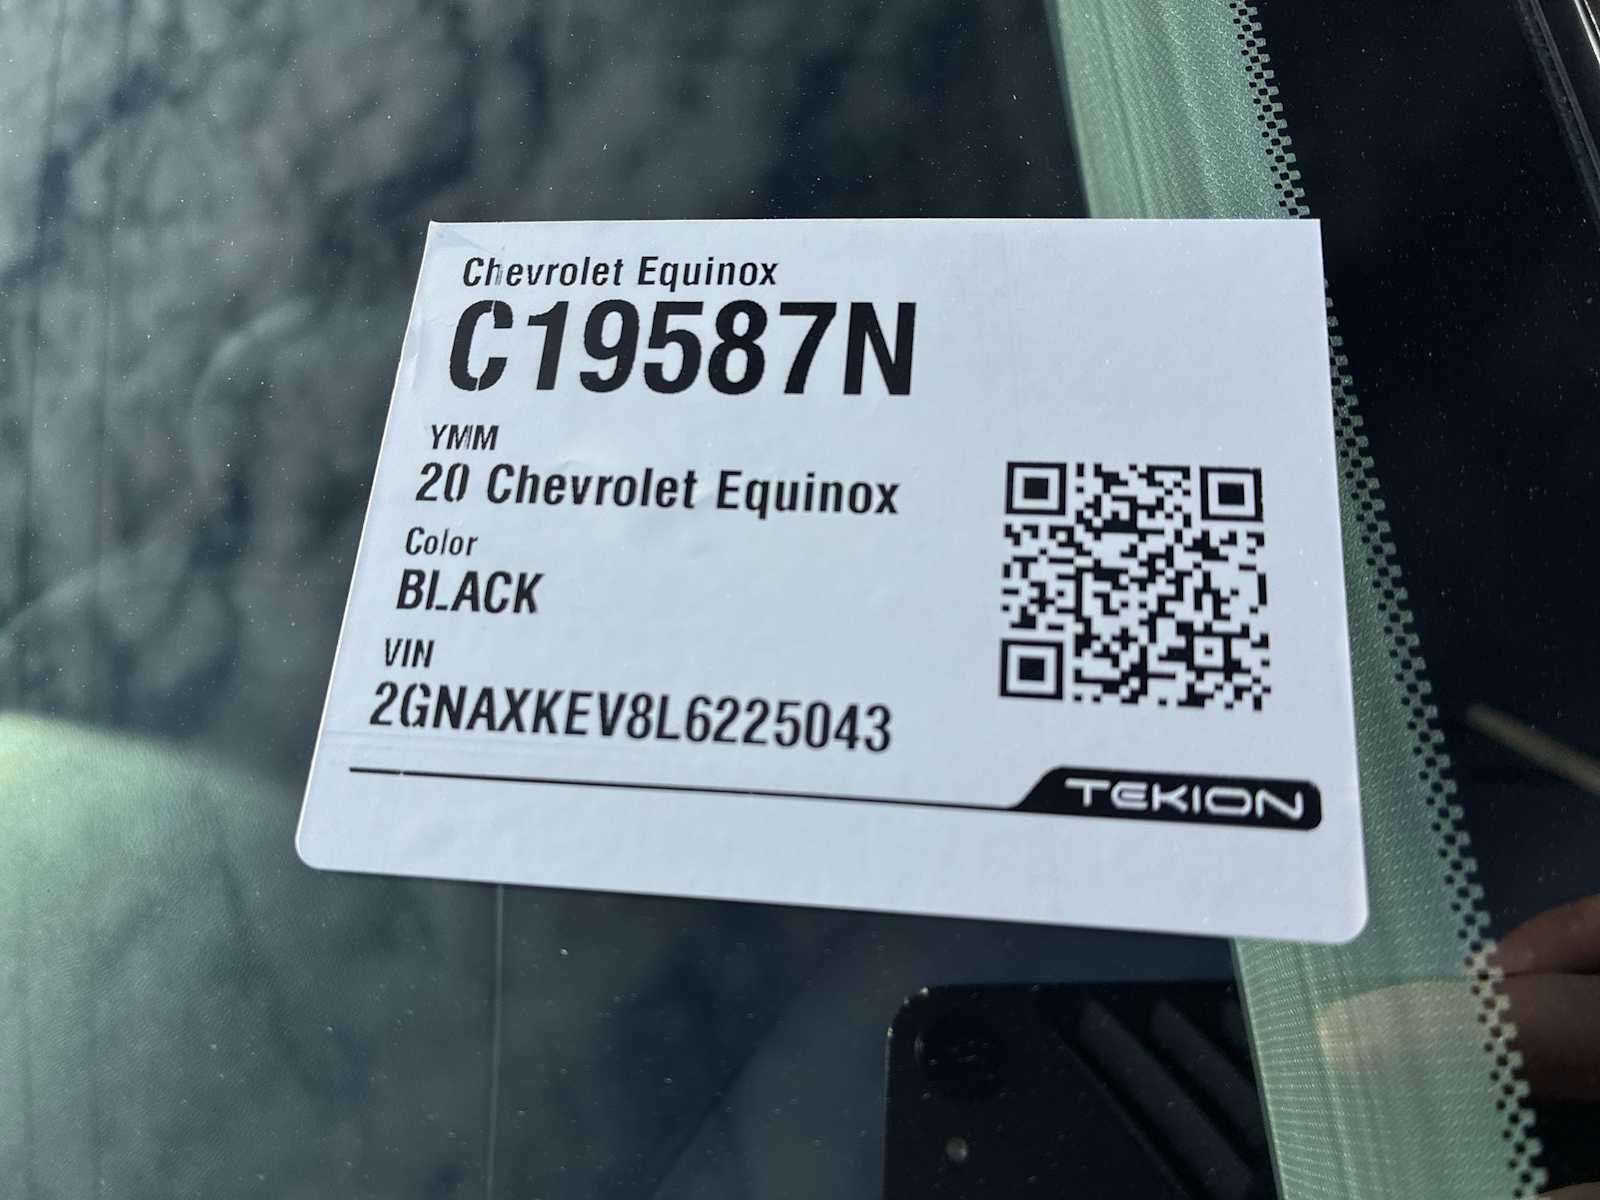 Chevrolet Equinox
C19587N
YMM
20 Chevrolet Equinox
Color
BLACK
VIN
2GNAXKEV8L6225043
TEKION